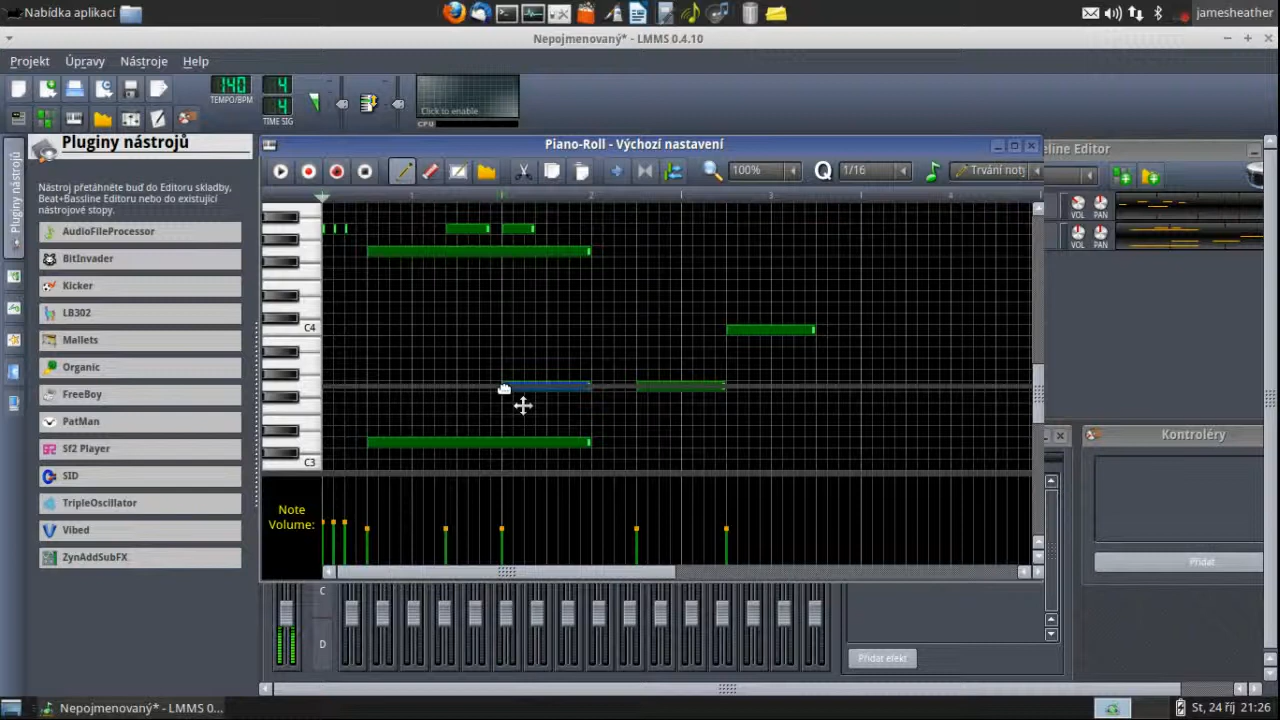 Nabídka aplikací
jamesheather
Nepojmenovaný* - LMMS 0.4.10
Projekt Úpravy Nástroje Help
140
TEMPO/BPM
4
4
TIME SIG
Click to enable
CPU
Pluginy nástrojů
Pluginy nástrojů
Nástroj přetáhněte buď do Editoru skladby,
Beat+Bassline Editoru nebo do existující
nástrojové stopy.
AudioFileProcessor
BitInvader
Kicker
LB302
Mallets
Organic
FreeBoy
PatMan
Sf2 Player
SID
TripleOscillator
Vibed
ZynAddSubFX
Piano-Roll - Výchozí nastavení
100%
Q 1/16
Trvání noty
1 2 3 4
C4
C3
Note
Volume:
eline Editor
VOL PAN
VOL PAN
Kontroléry
Přidat
C
D
Přidat efekt
Nepojmenovaný* - LMMS 0...
St, 24 říj 21:26